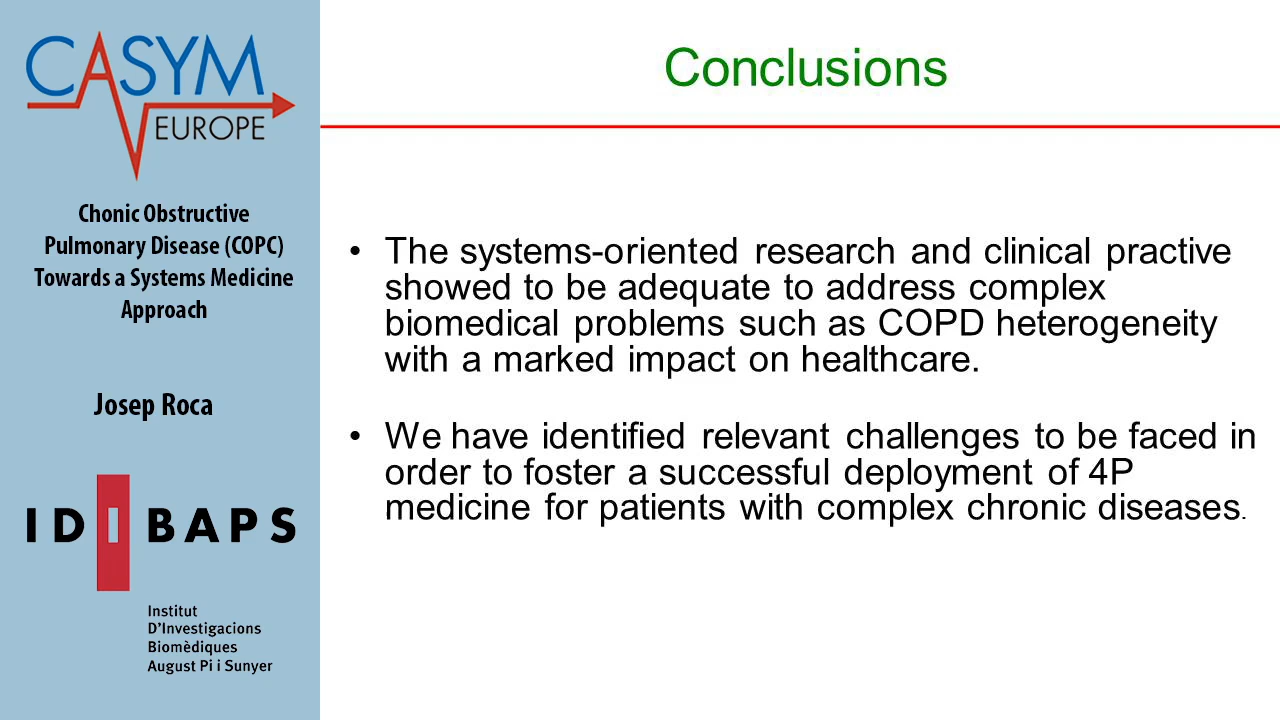 CASYM
EUROPE
Chonic Obstructive
Pulmonary Disease (COPC)
Towards a Systems Medicine
Approach
Josep Roca
IDIBAPS
Institut
D'Investigacions
Biomèdiques
August Pi i Sunyer
Conclusions
• The systems-oriented research and clinical practive
showed to be adequate to address complex
biomedical problems such as COPD heterogeneity
with a marked impact on healthcare.
• We have identified relevant challenges to be faced in
order to foster a successful deployment of 4P
medicine for patients with complex chronic diseases.